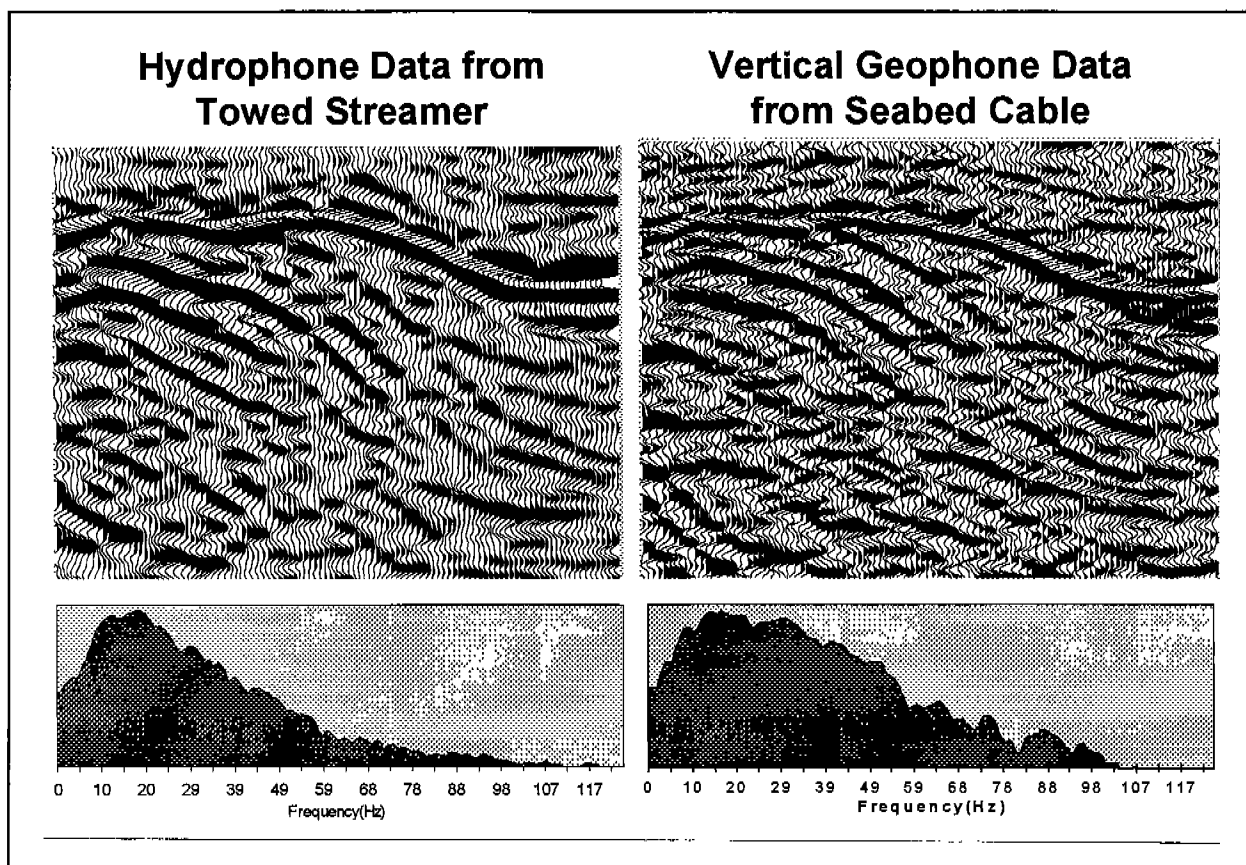 Hydrophone Data from
Towed Streamer
Vertical Geophone Data
from Seabed Cable
0 10 20 29 39 49 59 68 78 88 98 107 117
Frequency(Hz)
0 10 20 29 39 49 59 68 78 88 98 107 117
Frequency(Hz)